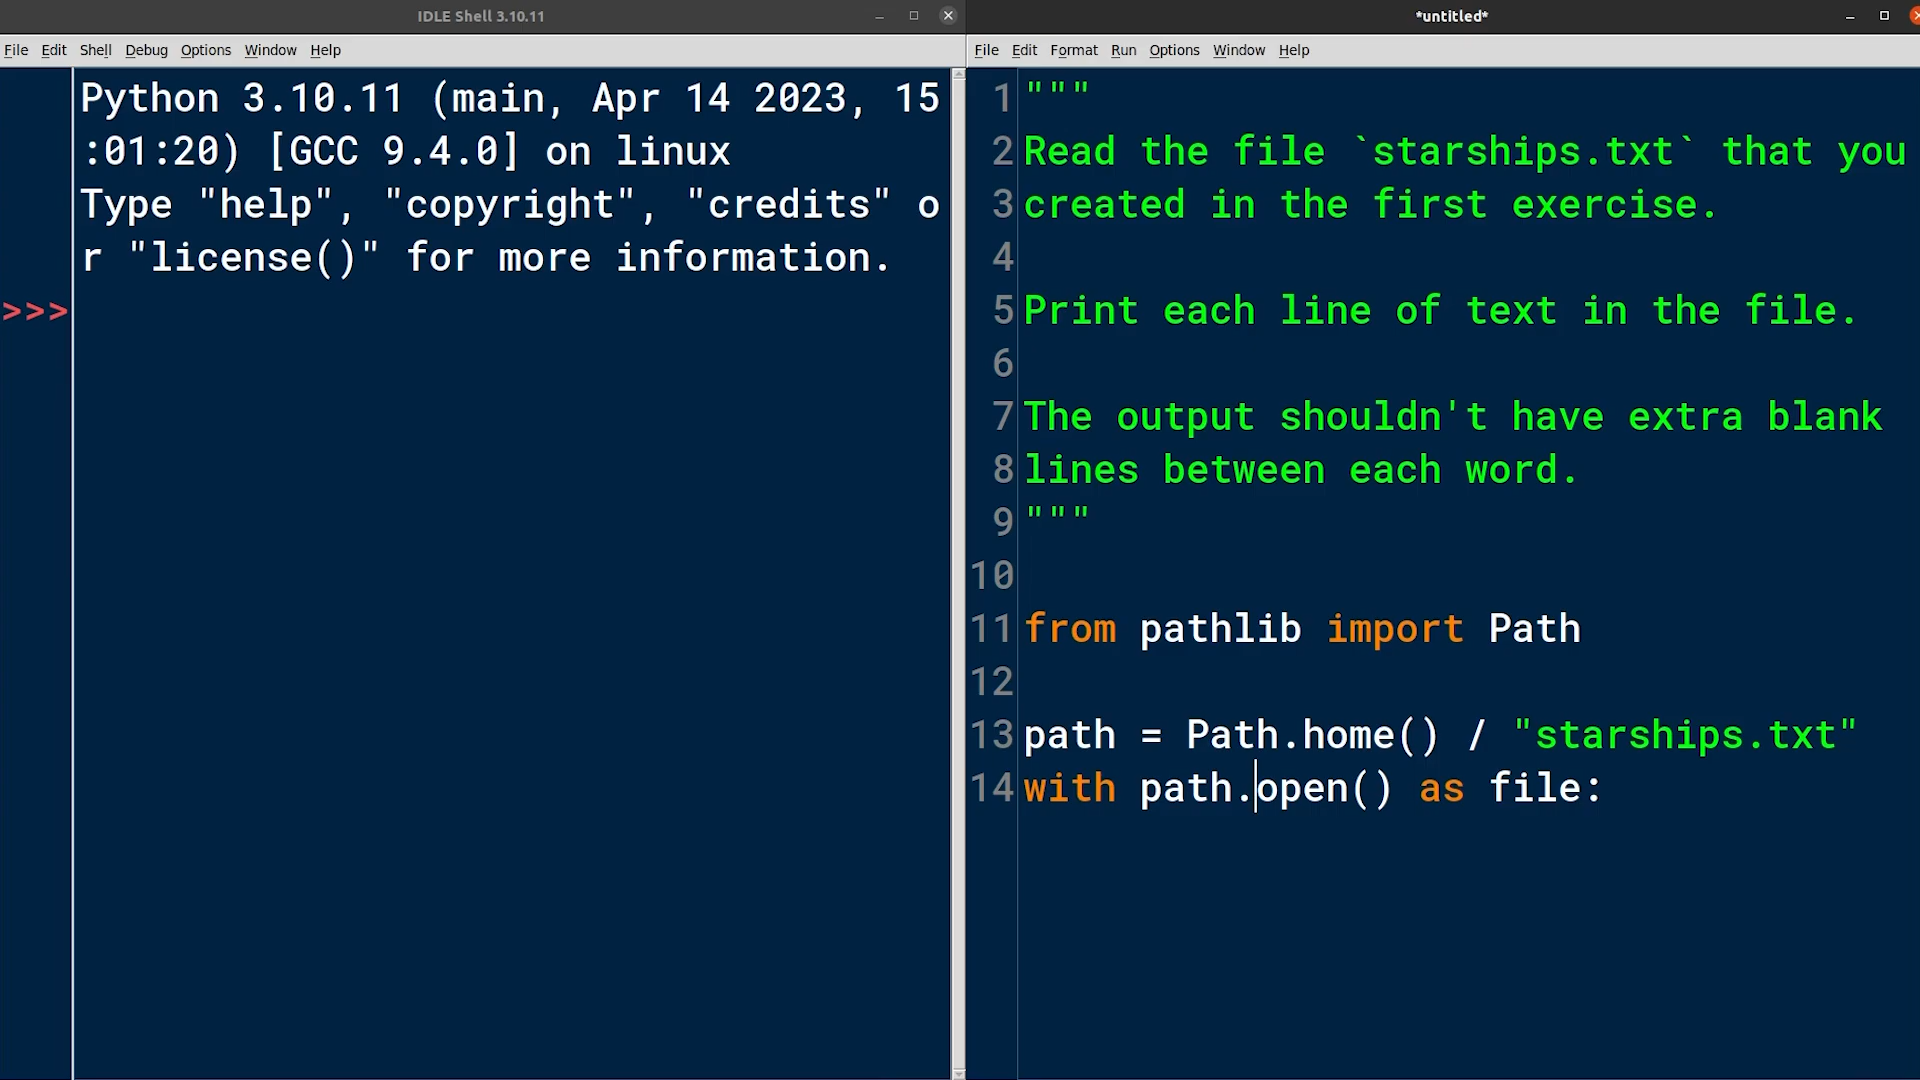 IDLE Shell 3.10.11
File Edit Shell Debug Options Window Help
Python 3.10.11 (main, Apr 14 2023, 15
:01:20) [GCC 9.4.0] on linux
Type "help", "copyright", "credits" o
r "license()" for more information.
>>>
*untitled*
File Edit Format Run Options Window Help
1 """
2 Read the file `starships.txt` that you
3 created in the first exercise.
4
5 Print each line of text in the file.
6
7 The output shouldn't have extra blank
8 lines between each word.
9 """
10
11 from pathlib import Path
12
13 path = Path.home() / "starships.txt"
14 with path.open() as file: